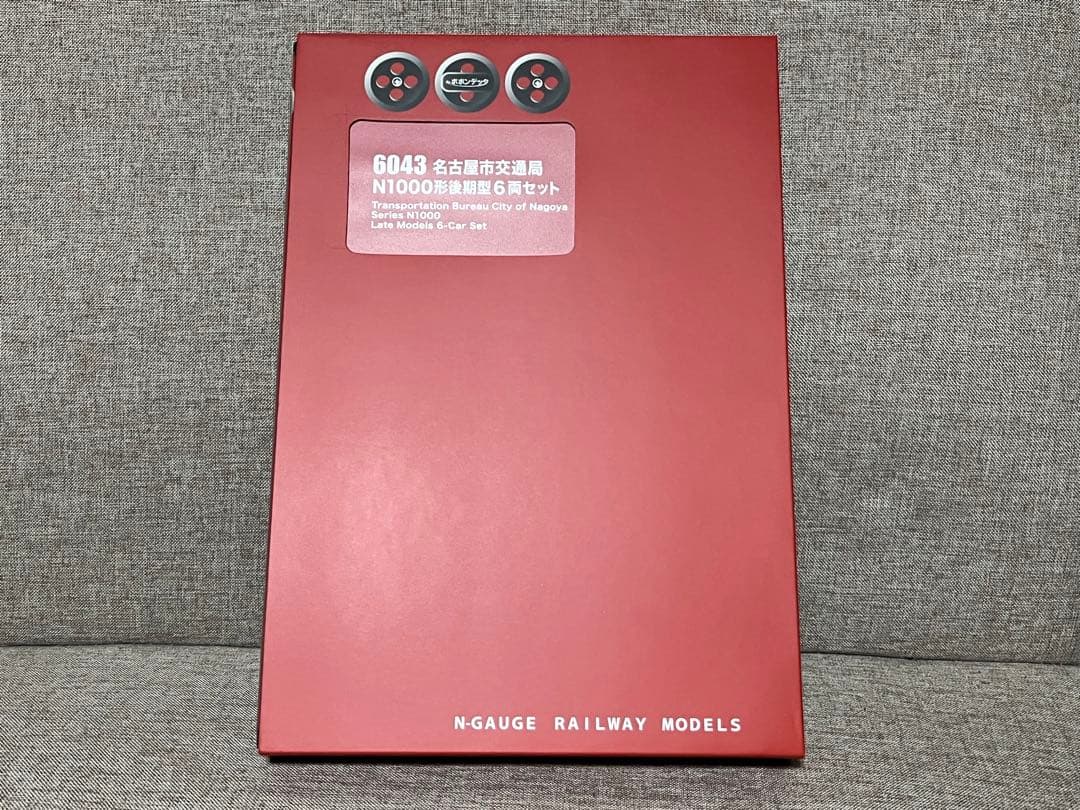 ポポンデッタ
6043 名古屋市交通局
N1000形後期型6両セット
Transportation Bureau City of Nagoya
Series N1000
Late Models 6-Car Set
N-GAUGE RAILWAY MODELS